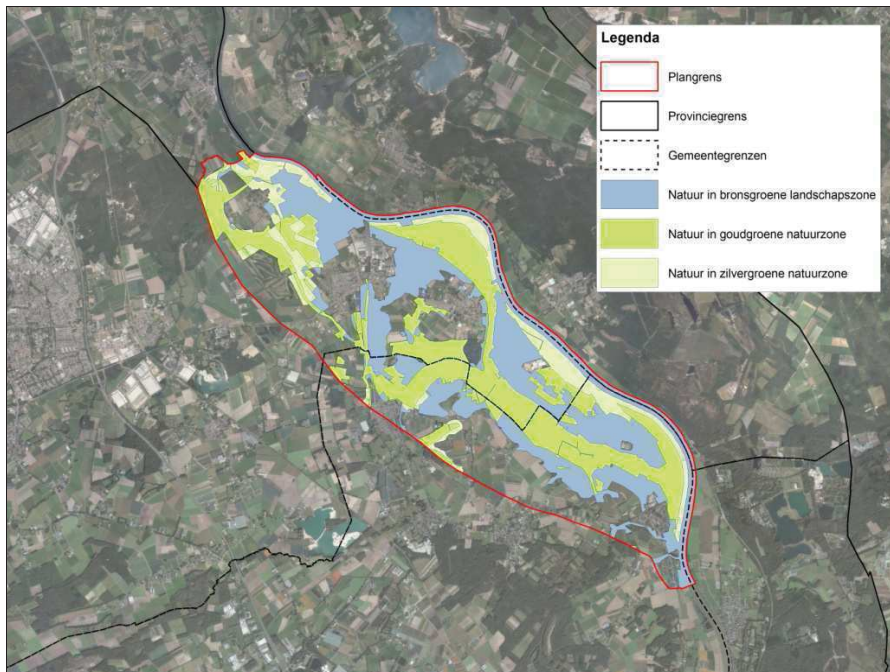 Legenda
Plangrens
Provinciegrens
Gemeentegrenzen
Natuur in bronsgroene landschapszone
Natuur in goudgroene natuurzone
Natuur in zilvergroene natuurzone